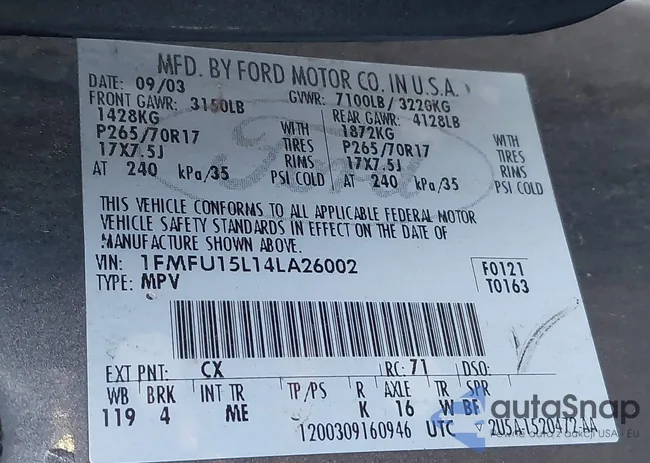 MFD. BY FORD MOTOR CO. IN U.S.A.
DATE: 09/03 GVWR: 7100LB / 3220KG
FRONT GAWR: 3150LB REAR GAWR: 4128LB
1428KG WITH 1872KG WITH
P265/70R17 TIRES P265/70R17 TIRES
17X7.5J RIMS 17X7.5J RIMS
AT 240 kPa/35 PSI COLD AT 240 kPa/35 PSI COLD
Ford
THIS VEHICLE CONFORMS TO ALL APPLICABLE FEDERAL MOTOR
VEHICLE SAFETY STANDARDS IN EFFECT ON THE DATE OF
MANUFACTURE SHOWN ABOVE.
VIN: 1FMFU15L14LA26002 F0121
TYPE: MPV T0163
EXT PNT: CX RC: 71 DSO:
WB BRK INT TR TP/PS R AXLE TR SPR
119 4 ME K 16 W BF
1200309160946 UTC 2U5A-1520472-AA
autoSnap